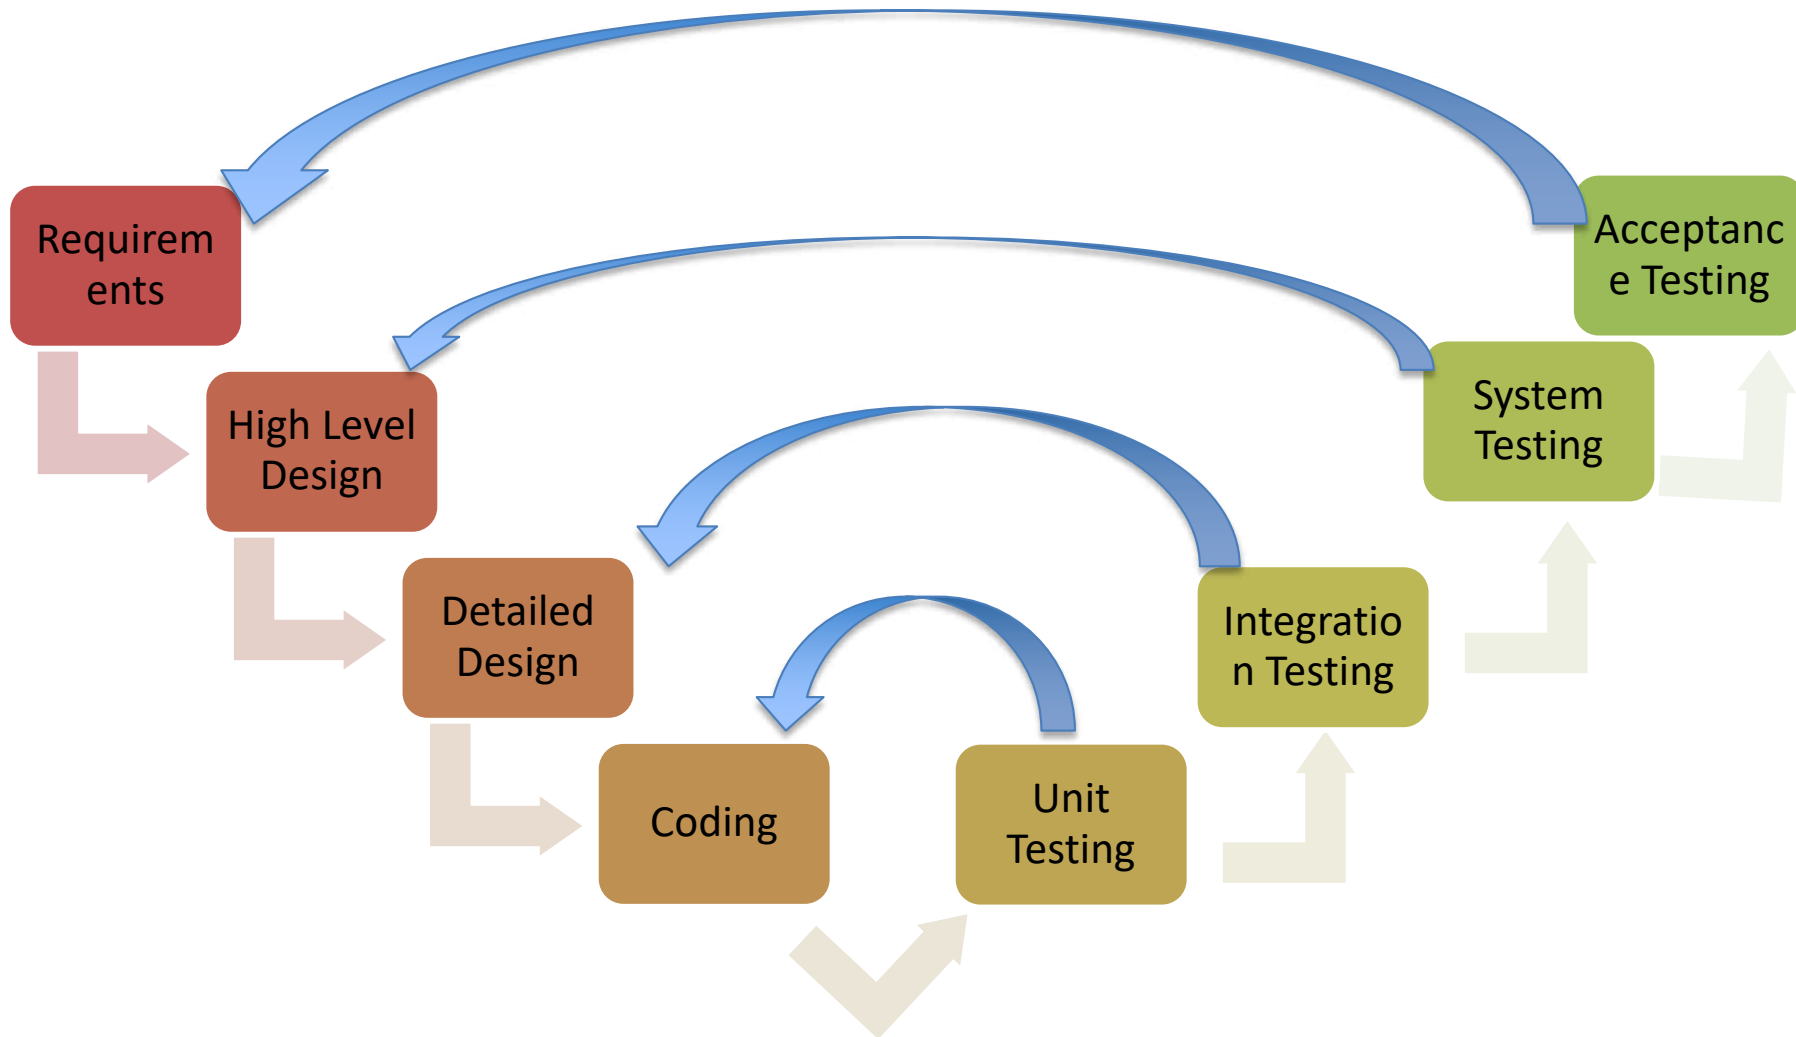 Requirem
ents
High Level
Design
Detailed
Design
Coding
Unit
Testing
Integratio
n Testing
System
Testing
Acceptanc
e Testing